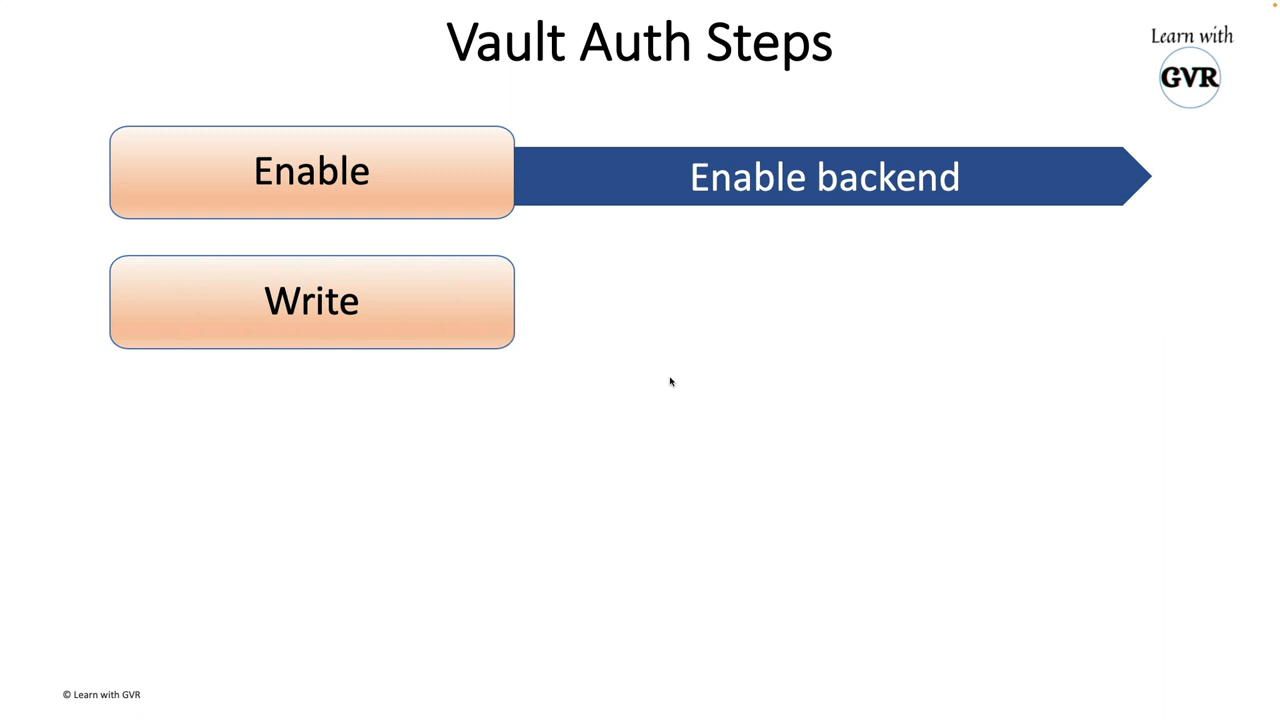 Vault Auth Steps
Learn with
GVR
Enable
Enable backend
Write
© Learn with GVR